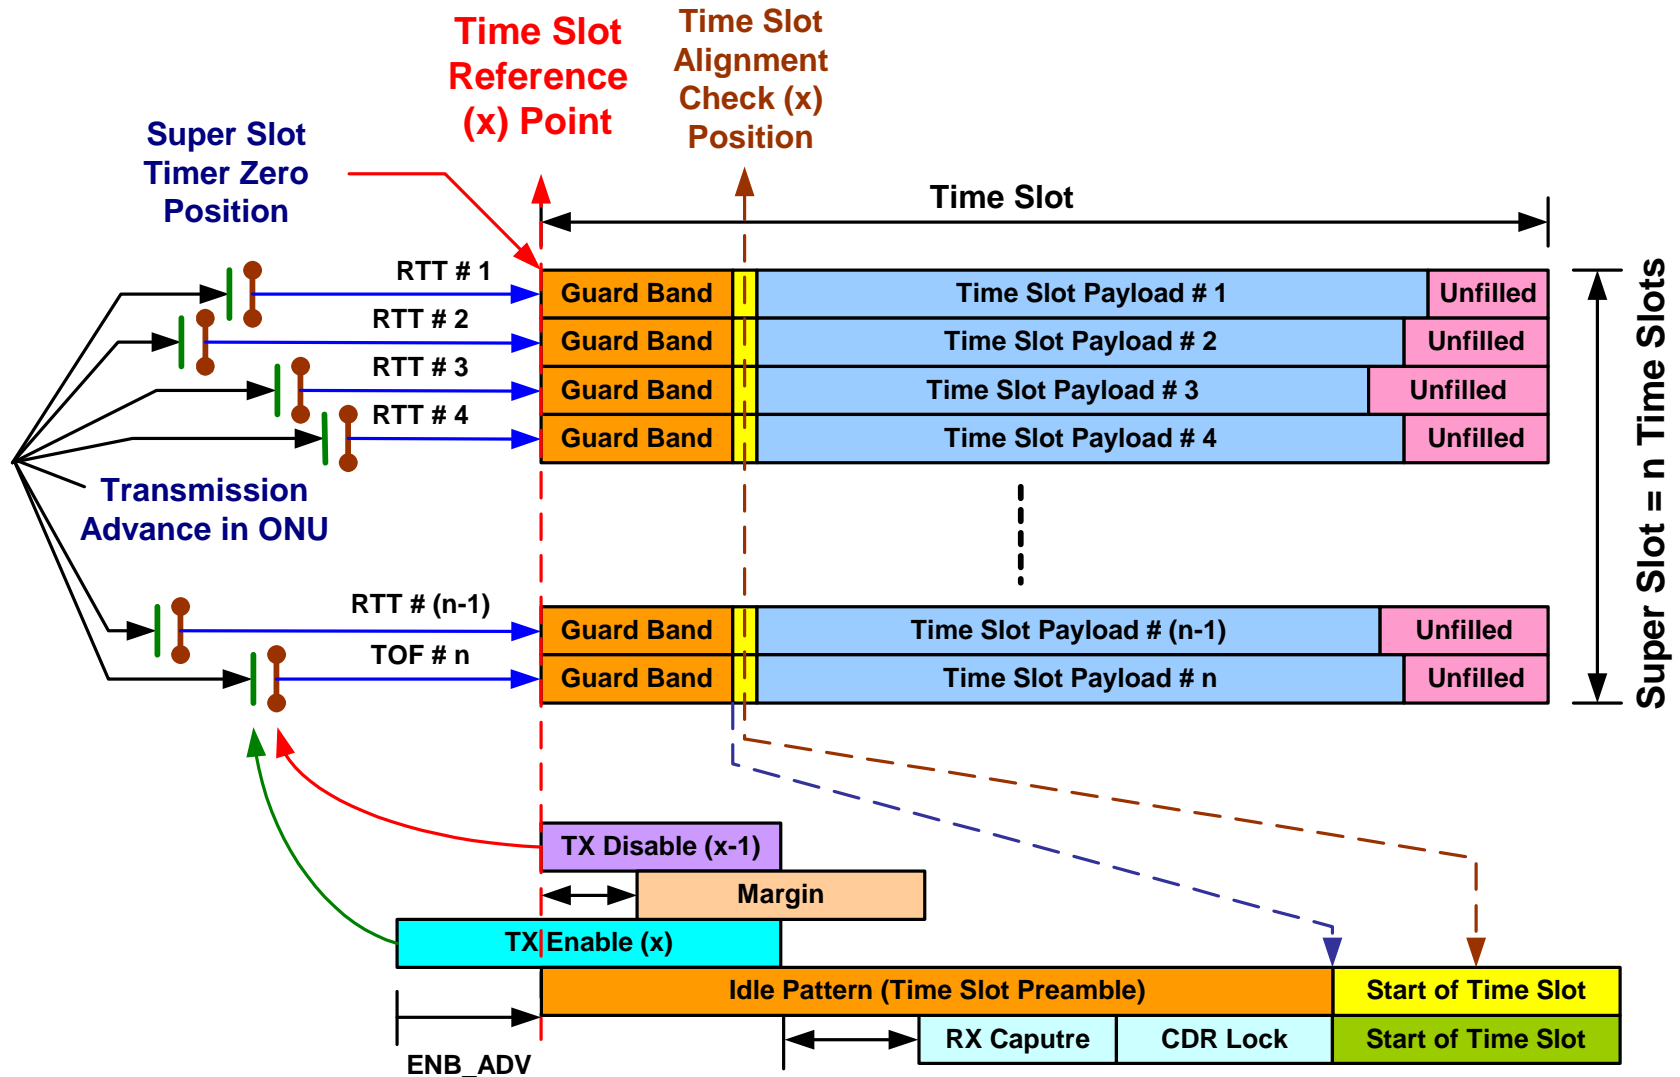 Time Slot
Reference
(x) Point
Time Slot
Alignment
Check (x)
Position
Super Slot
Timer Zero
Position
Time Slot
RTT # 1
Guard Band
Time Slot Payload # 1
Unfilled
RTT # 2
Guard Band
Time Slot Payload # 2
Unfilled
RTT # 3
Guard Band
Time Slot Payload # 3
Unfilled
RTT # 4
Guard Band
Time Slot Payload # 4
Unfilled
Transmission
Advance in ONU
RTT # (n-1)
Guard Band
Time Slot Payload # (n-1)
Unfilled
TOF # n
Guard Band
Time Slot Payload # n
Unfilled
Super Slot = n Time Slots
TX Disable (x-1)
Margin
TX Enable (x)
Idle Pattern (Time Slot Preamble)
Start of Time Slot
RX Caputre
CDR Lock
Start of Time Slot
ENB_ADV